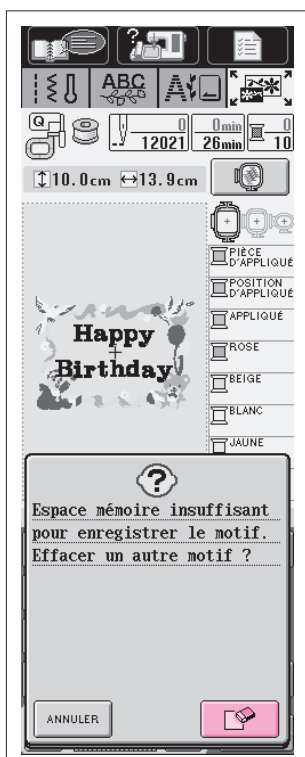 ?
ABC
A
Q
0
12021
0min
26min
0
10
10.0cm
13.9cm
PIÈCE
D'APPLIQUÉ
POSITION
D'APPLIQUÉ
APPLIQUÉ
ROSE
BEIGE
BLANC
JAUNE
Happy
Birthday
?
Espace mémoire insuffisant
pour enregistrer le motif.
Effacer un autre motif ?
ANNULER